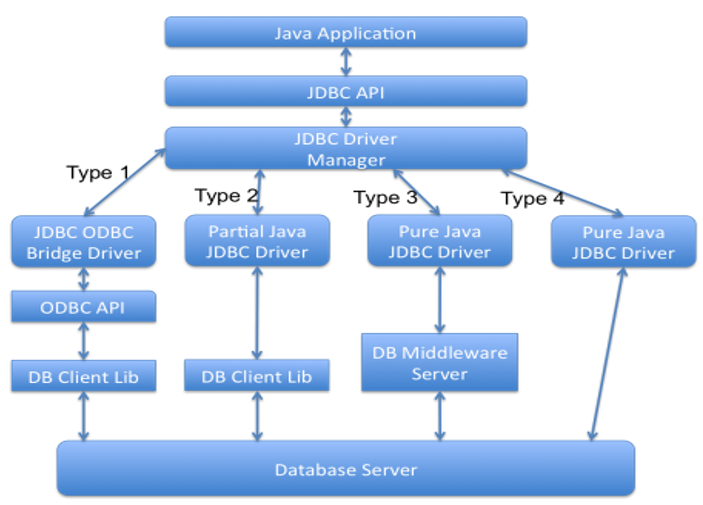 Java Application
JDBC API
JDBC Driver
Manager
Type 1
Type 2
Type 3
Type 4
JDBC ODBC
Bridge Driver
Partial Java
JDBC Driver
Pure Java
JDBC Driver
Pure Java
JDBC Driver
ODBC API
DB Client Lib
DB Client Lib
DB Middleware
Server
Database Server